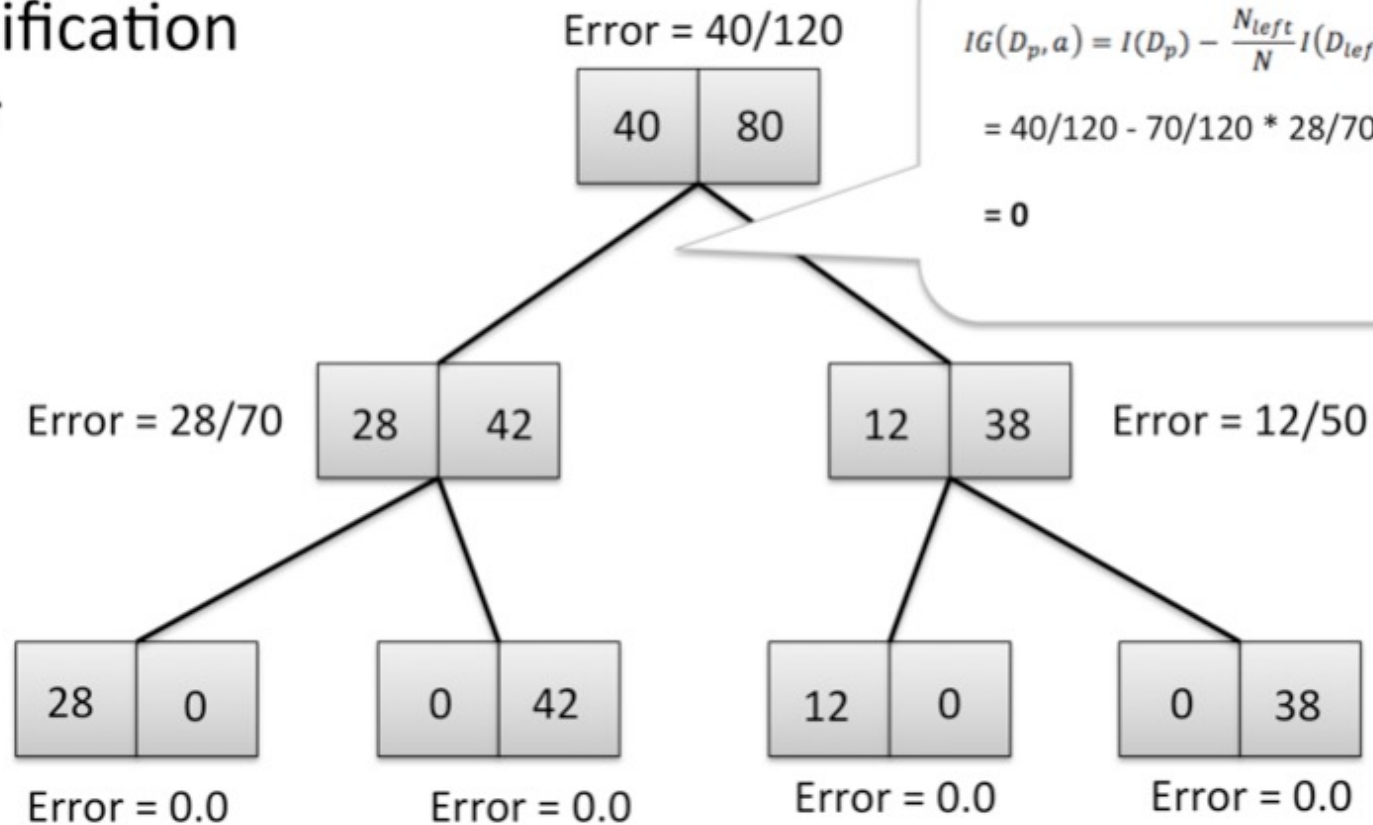 ification
Error = 40/120
40 80
IG(D_p, a) = I(D_p) − N_left/N I(D_lef
= 40/120 - 70/120 * 28/70
= 0
Error = 28/70
28 42
12 38
Error = 12/50
28 0
0 42
12 0
0 38
Error = 0.0
Error = 0.0
Error = 0.0
Error = 0.0